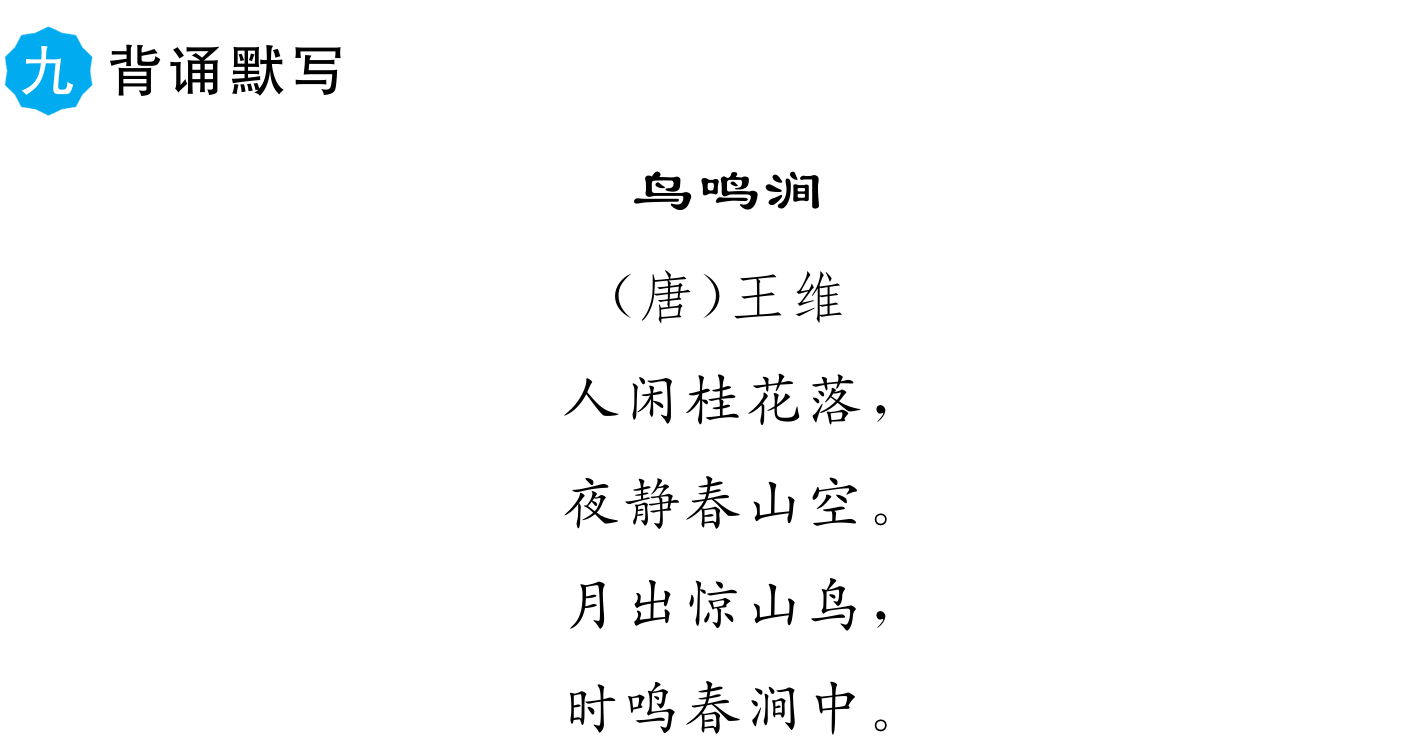 九 背诵默写
鸟鸣涧
（唐）王维
人闲桂花落，
夜静春山空。
月出惊山鸟，
时鸣春涧中。